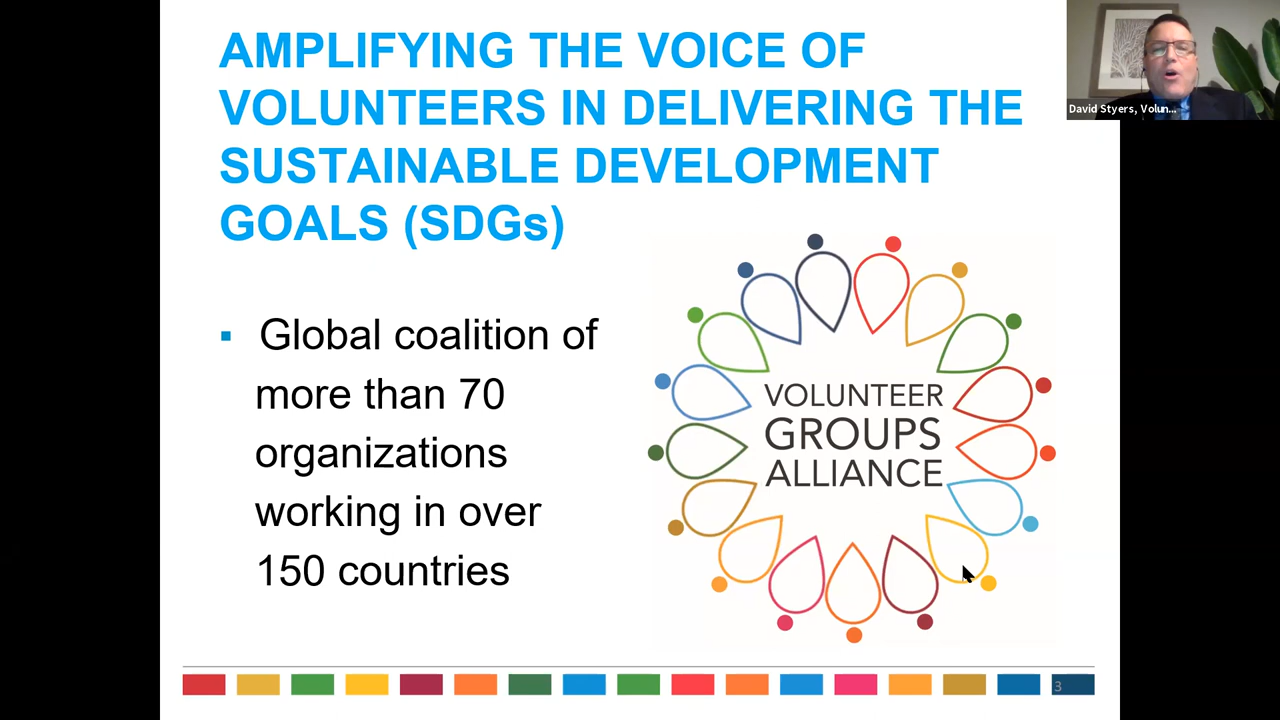 AMPLIFYING THE VOICE OF
VOLUNTEERS IN DELIVERING THE
SUSTAINABLE DEVELOPMENT
GOALS (SDGs)
David Styers, Volun...
▪ Global coalition of
more than 70
organizations
working in over
150 countries
VOLUNTEER
GROUPS
ALLIANCE
3